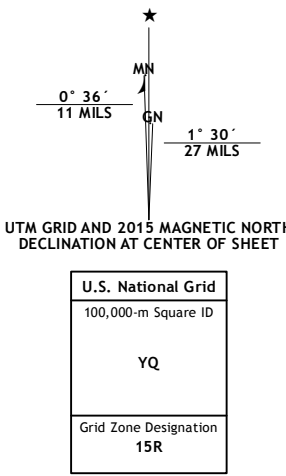 ★
MN
0° 36´
11 MILS
GN
1° 30´
27 MILS
UTM GRID AND 2015 MAGNETIC NORTH
DECLINATION AT CENTER OF SHEET
U.S. National Grid
100,000-m Square ID
YQ
Grid Zone Designation
15R